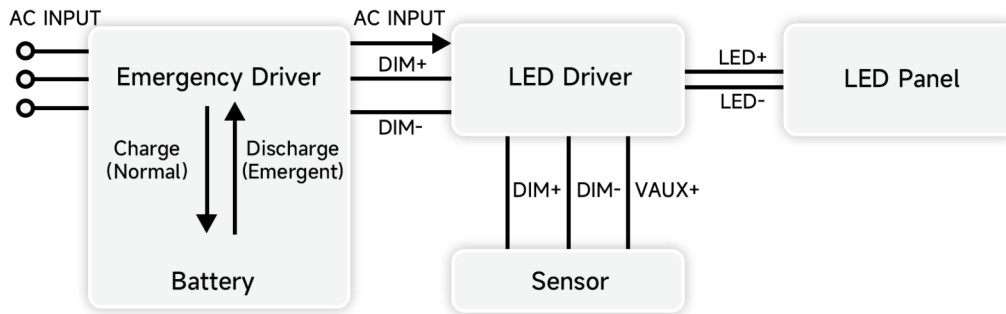 AC INPUT
AC INPUT
Emergency Driver
DIM+
DIM-
LED Driver
LED+
LED-
LED Panel
Charge
(Normal)
Discharge
(Emergent)
DIM+
DIM-
VAUX+
Battery
Sensor